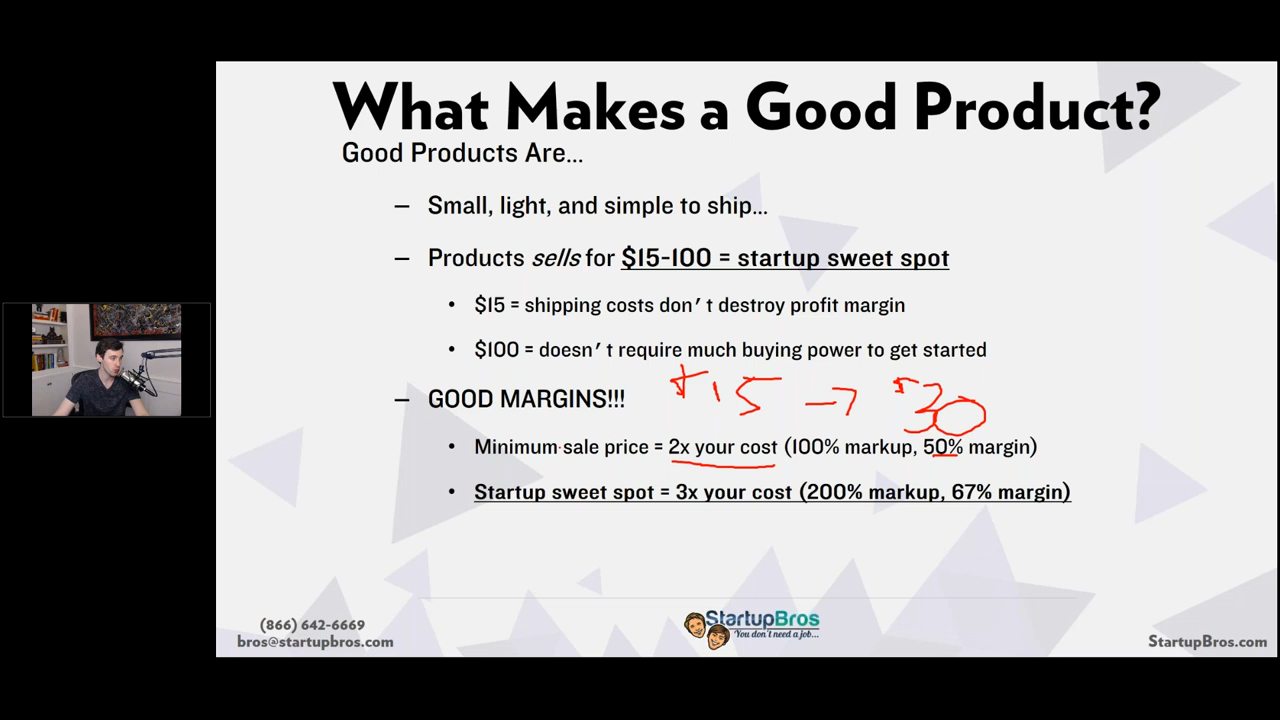 What Makes a Good Product?
Good Products Are...
– Small, light, and simple to ship...
– Products sells for $15-100 = startup sweet spot
• $15 = shipping costs don't destroy profit margin
• $100 = doesn't require much buying power to get started
– GOOD MARGINS!!! $15 → $30
• Minimum sale price = 2x your cost (100% markup, 50% margin)
• Startup sweet spot = 3x your cost (200% markup, 67% margin)
(866) 642-6669
bros@startupbros.com
StartupBros
"You don't need a job...
StartupBros.com